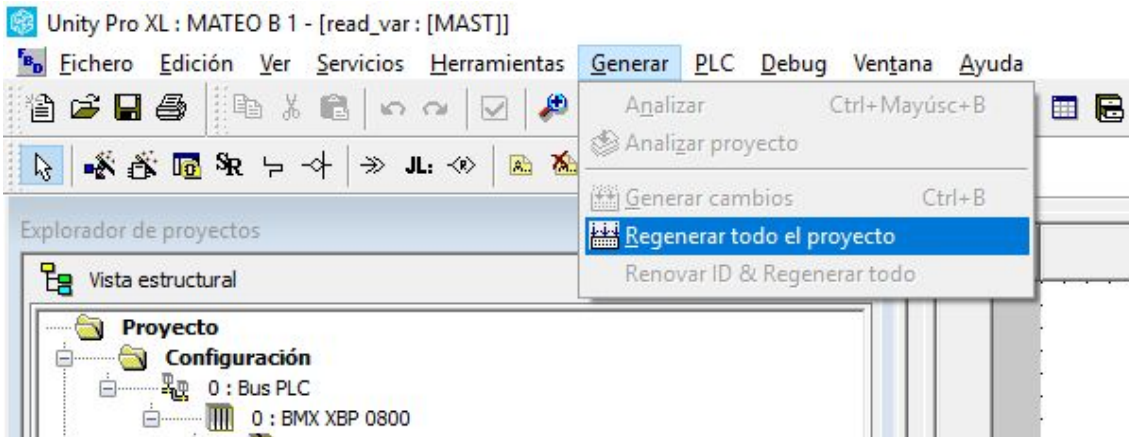 Unity Pro XL : MATEO B 1 - [read_var : [MAST]]
FBD Fichero Edición Ver Servicios Herramientas Generar PLC Debug Ventana Ayuda
Analizar Ctrl+Mayúsc+B
Analizar proyecto
SR JL: (R)
Generar cambios Ctrl+B
Explorador de proyectos
Regenerar todo el proyecto
Renovar ID & Regenerar todo
Vista estructural
Proyecto
Configuración
0 : Bus PLC
0 : BMX XBP 0800